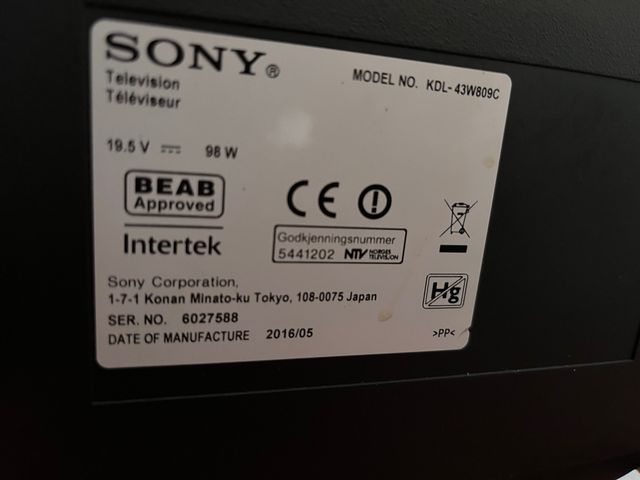 SONY®
Television
Téléviseur
MODEL NO. KDL-43W809C
19.5 V ⎓ 98 W
BEAB
Approved
Intertek
CE
Godkjenningsnummer
5441202 NTV NORGES TELEVISION
Sony Corporation,
1-7-1 Konan Minato-ku Tokyo, 108-0075 Japan
SER. NO. 6027588
DATE OF MANUFACTURE 2016/05
Hg
>PP<